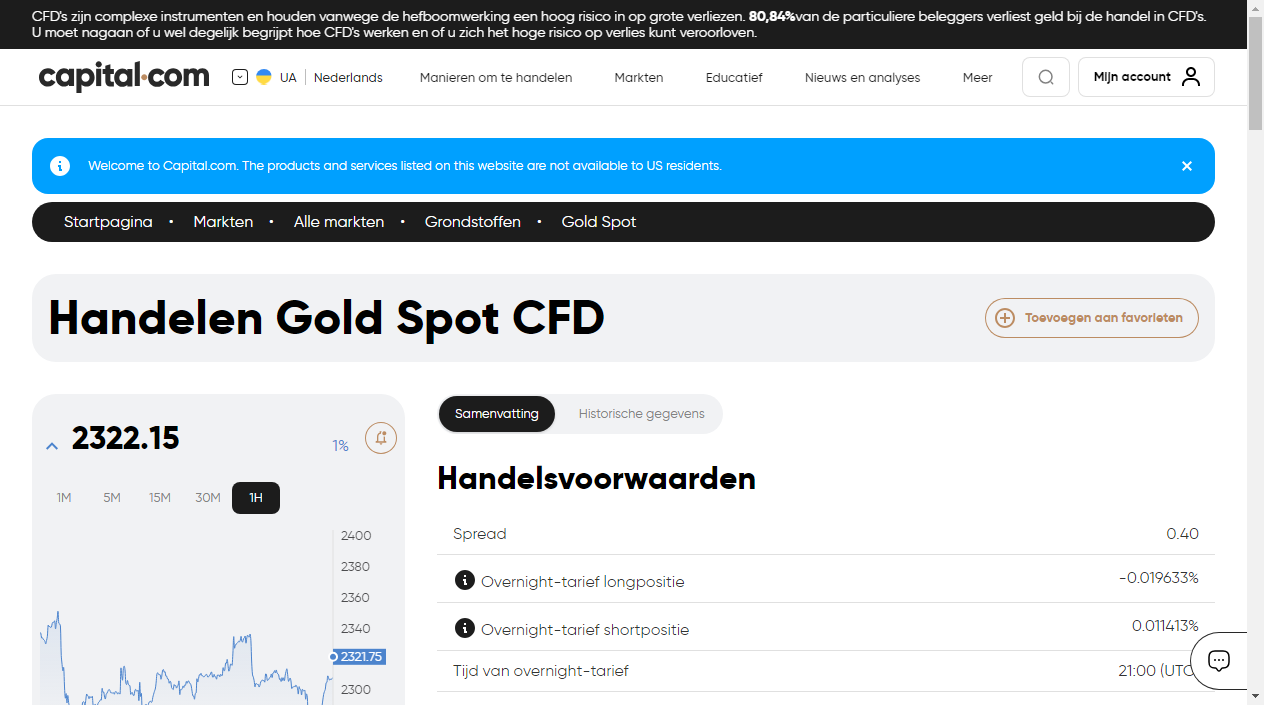 CFD's zijn complexe instrumenten en houden vanwege de hefboomwerking een hoog risico in op grote verliezen. 80,84%van de particuliere beleggers verliest geld bij de handel in CFD's.
U moet nagaan of u wel degelijk begrijpt hoe CFD's werken en of u zich het hoge risico op verlies kunt veroorloven.
capital.com UA Nederlands Manieren om te handelen Markten Educatief Nieuws en analyses Meer Mijn account
Welcome to Capital.com. The products and services listed on this website are not available to US residents.
Startpagina • Markten • Alle markten • Grondstoffen • Gold Spot
Handelen Gold Spot CFD
Toevoegen aan favorieten
2322.15 1%
1M 5M 15M 30M 1H
2400
2380
2360
2340
2321.75
2300
Samenvatting Historische gegevens
Handelsvoorwaarden
Spread 0.40
Overnight-tarief longpositie -0.019633%
Overnight-tarief shortpositie 0.011413%
Tijd van overnight-tarief 21:00 (UTC